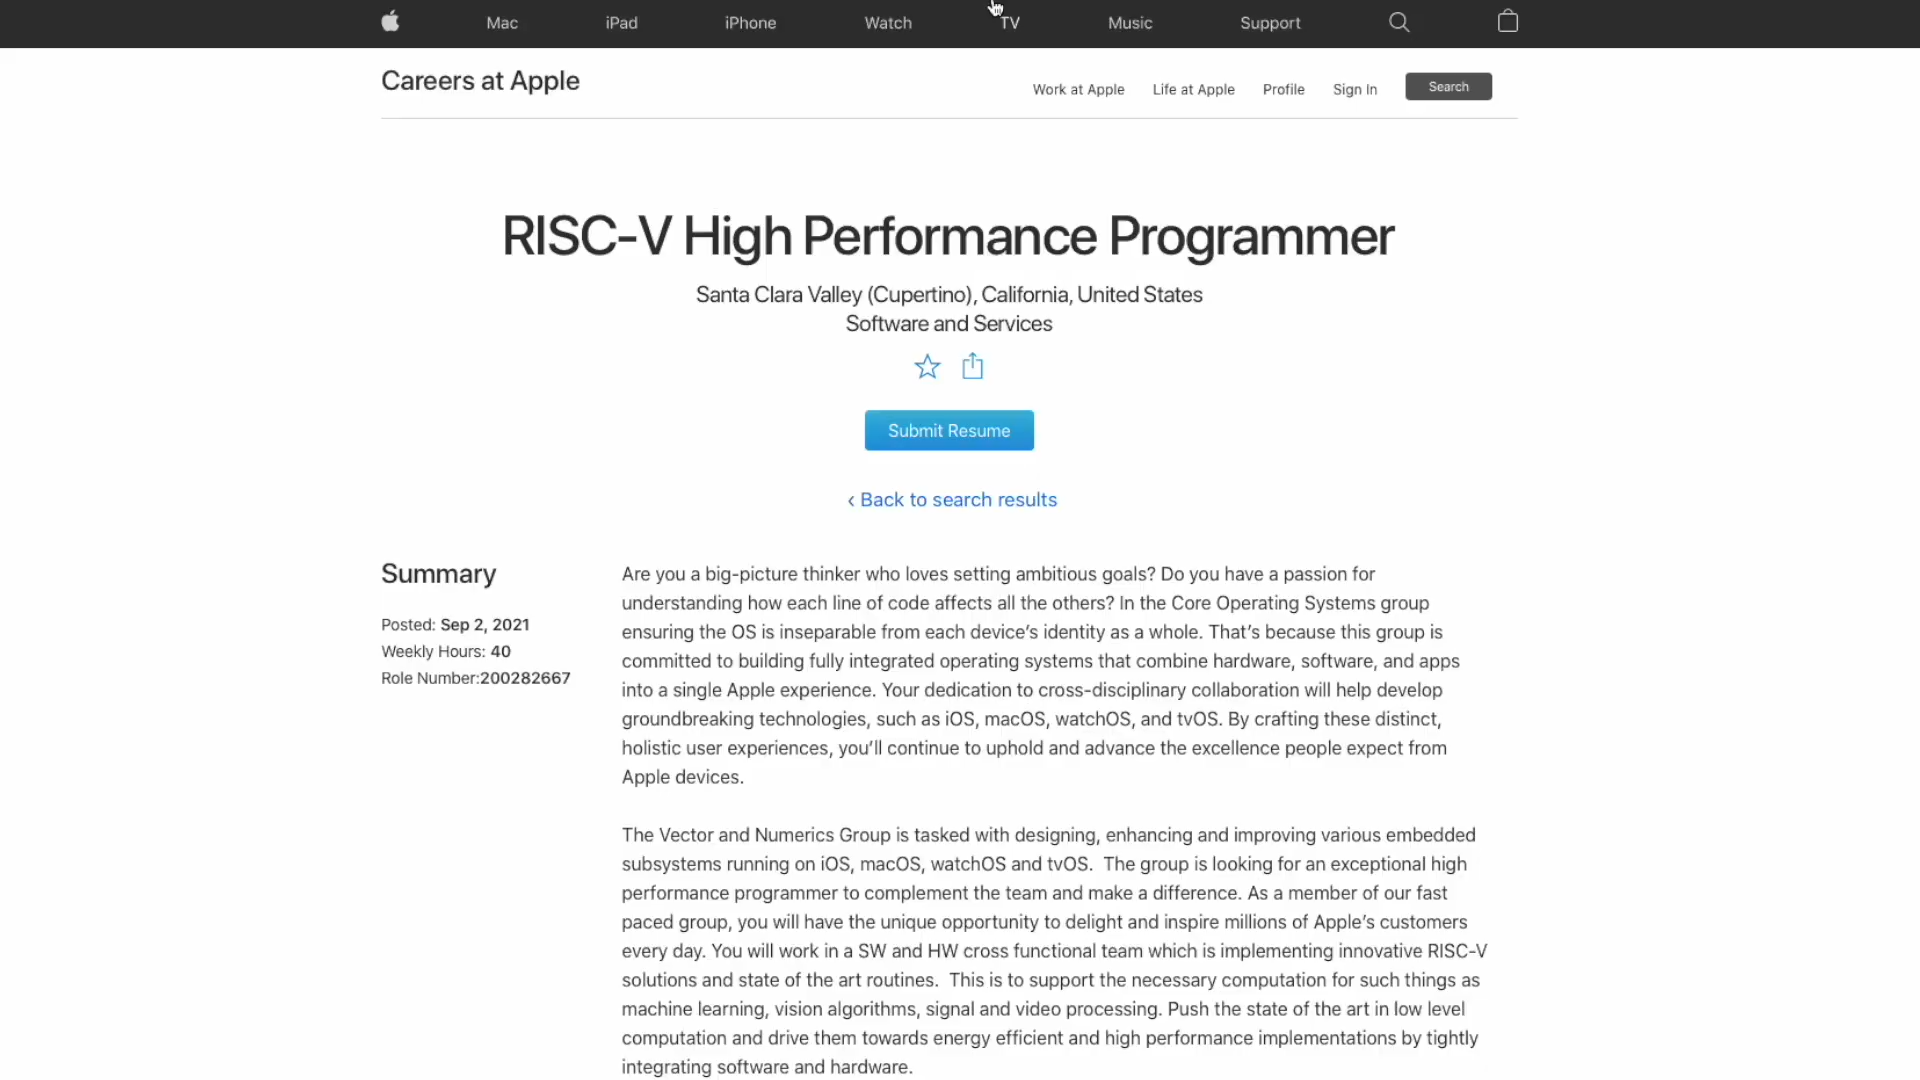 Mac iPad iPhone Watch TV Music Support
Careers at Apple
Work at Apple Life at Apple Profile Sign In Search
RISC-V High Performance Programmer
Santa Clara Valley (Cupertino), California, United States
Software and Services
Submit Resume
‹ Back to search results
Summary
Posted: Sep 2, 2021
Weekly Hours: 40
Role Number:200282667
Are you a big-picture thinker who loves setting ambitious goals? Do you have a passion for
understanding how each line of code affects all the others? In the Core Operating Systems group
ensuring the OS is inseparable from each device’s identity as a whole. That’s because this group is
committed to building fully integrated operating systems that combine hardware, software, and apps
into a single Apple experience. Your dedication to cross-disciplinary collaboration will help develop
groundbreaking technologies, such as iOS, macOS, watchOS, and tvOS. By crafting these distinct,
holistic user experiences, you’ll continue to uphold and advance the excellence people expect from
Apple devices.
The Vector and Numerics Group is tasked with designing, enhancing and improving various embedded
subsystems running on iOS, macOS, watchOS and tvOS.  The group is looking for an exceptional high
performance programmer to complement the team and make a difference. As a member of our fast
paced group, you will have the unique opportunity to delight and inspire millions of Apple’s customers
every day. You will work in a SW and HW cross functional team which is implementing innovative RISC-V
solutions and state of the art routines.  This is to support the necessary computation for such things as
machine learning, vision algorithms, signal and video processing. Push the state of the art in low level
computation and drive them towards energy efficient and high performance implementations by tightly
integrating software and hardware.